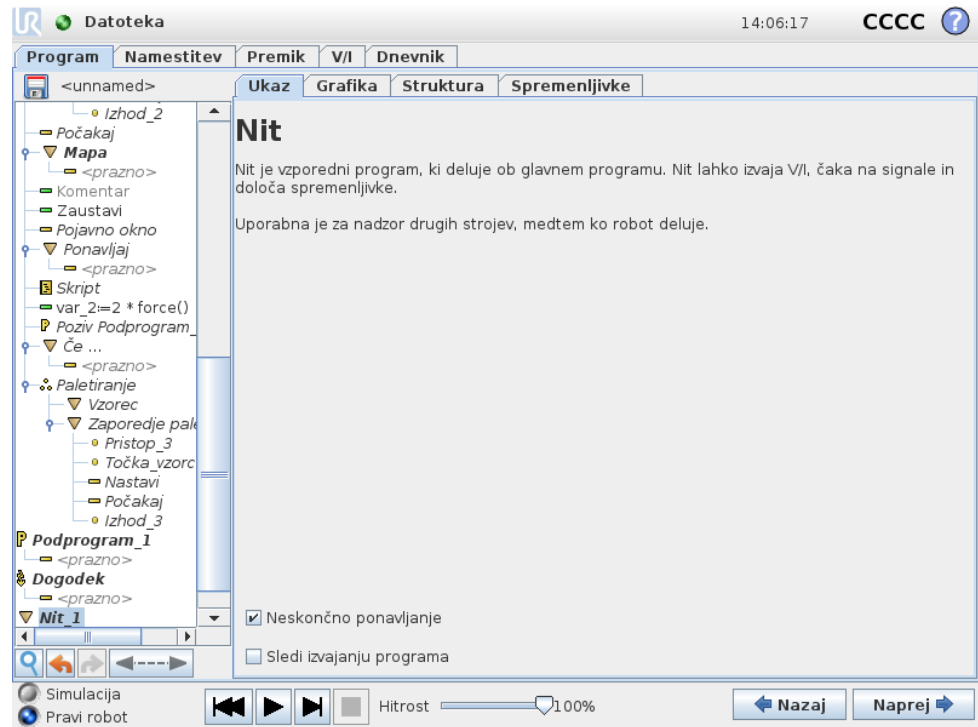 UR Datoteka 14:06:17 CCCC ?
Program Namestitev Premik V/I Dnevnik
<unnamed>
Ukaz Grafika Struktura Spremenljivke
Izhod_2
Počakaj
Mapa
<prazno>
Komentar
Zaustavi
Pojavno okno
Ponavljaj
<prazno>
Skript
var_2:=2 * force()
Poziv Podprogram_
Če ...
<prazno>
Paletiranje
Vzorec
Zaporedje pale
Pristop_3
Točka_vzorc
Nastavi
Počakaj
Izhod_3
P Podprogram_1
<prazno>
Dogodek
<prazno>
Nit_1
Nit
Nit je vzporedni program, ki deluje ob glavnem programu. Nit lahko izvaja V/I, čaka na signale in
določa spremenljivke.
Uporabna je za nadzor drugih strojev, medtem ko robot deluje.
Neskončno ponavljanje
Sledi izvajanju programa
Simulacija
Pravi robot
Hitrost 100%
Nazaj Naprej